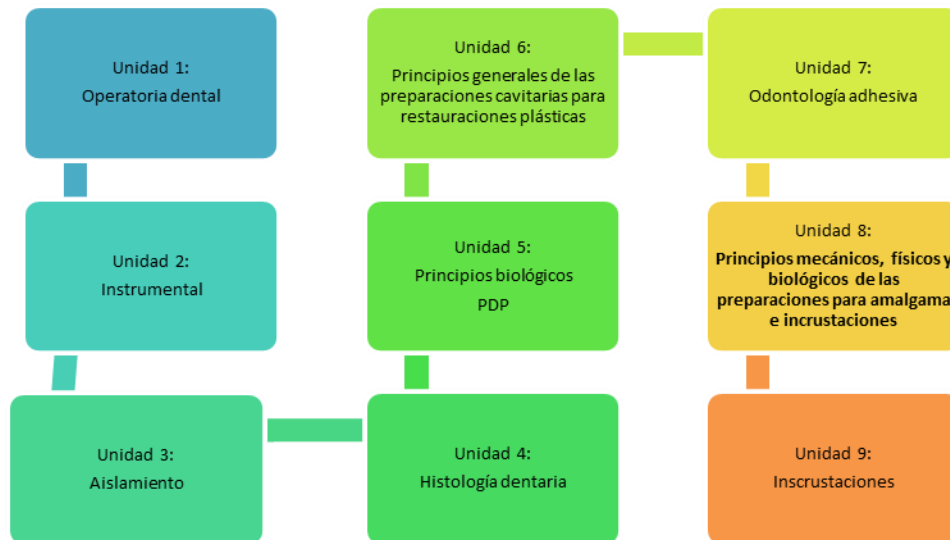 Unidad 1:
Operatoria dental
Unidad 2:
Instrumental
Unidad 3:
Aislamiento
Unidad 4:
Histología dentaria
Unidad 5:
Principios biológicos
PDP
Unidad 6:
Principios generales de las
preparaciones cavitarias para
restauraciones plásticas
Unidad 7:
Odontología adhesiva
Unidad 8:
Principios mecánicos, físicos y
biológicos de las
preparaciones para amalgama
e incrustaciones
Unidad 9:
Inscrustaciones